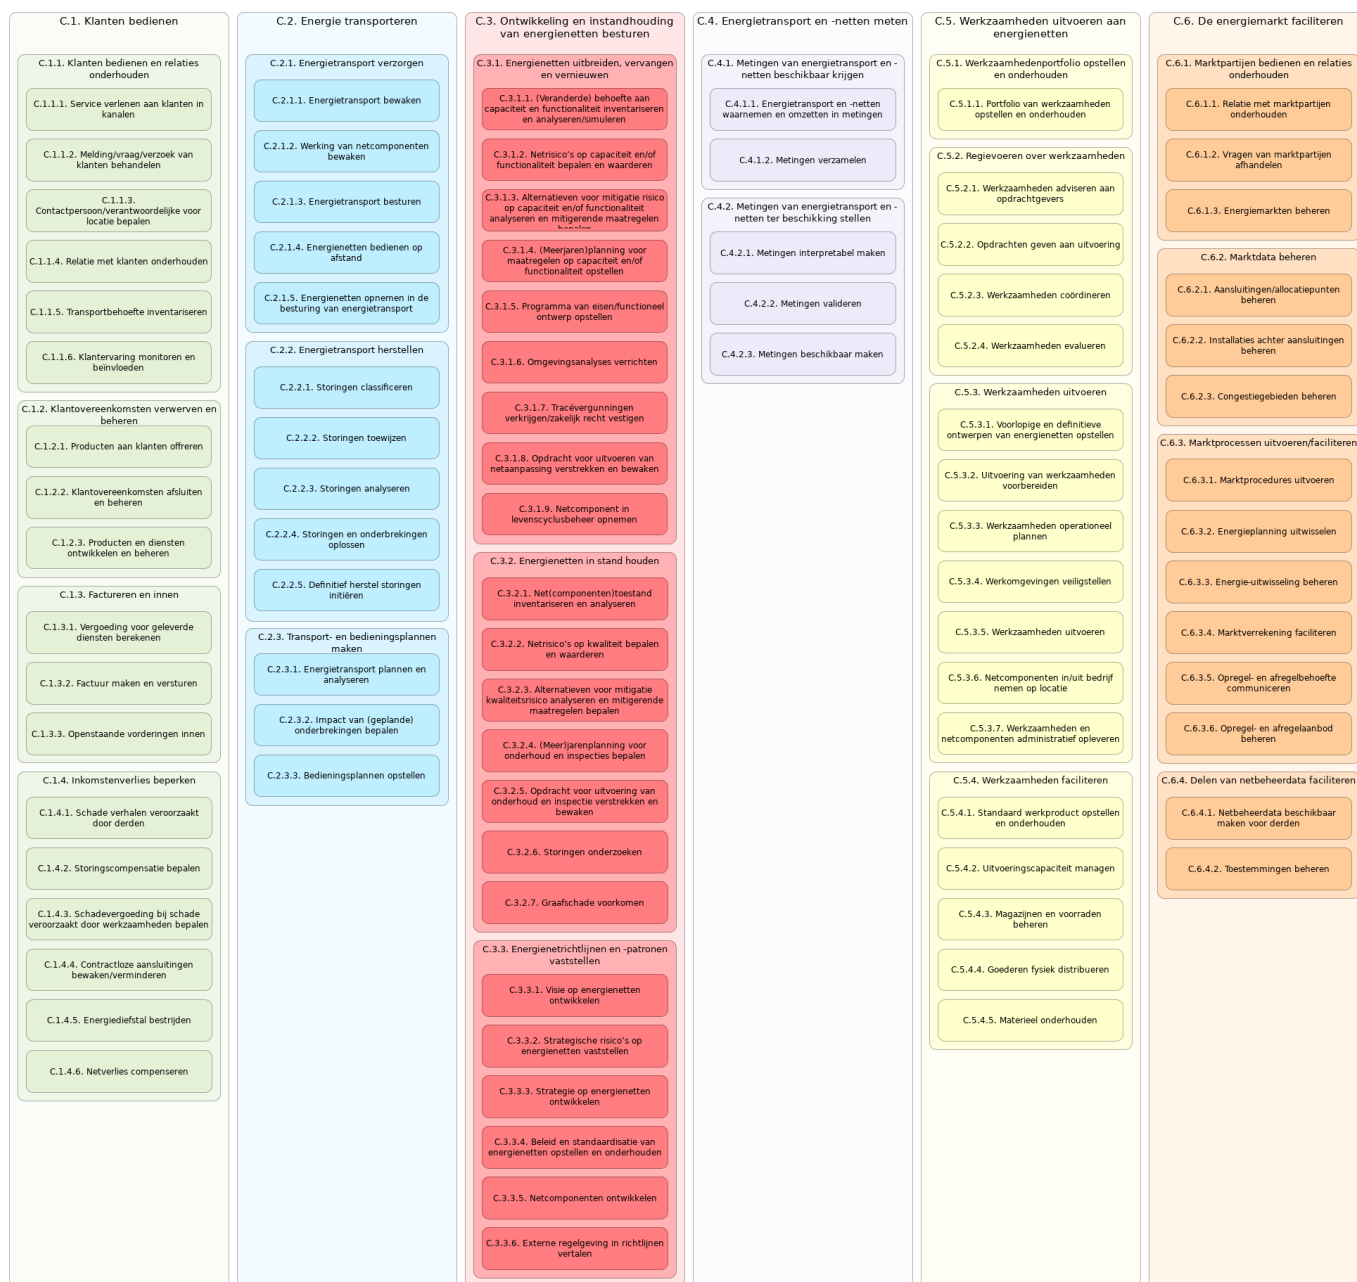 C.1. Klanten bedienen
C.1.1. Klanten bedienen en relaties
onderhouden
C.1.1.1. Service verlenen aan klanten in
kanalen
C.1.1.2. Melding/vraag/verzoek van
klanten behandelen
C.1.1.3.
Contactpersoon/verantwoordelijke voor
locatie bepalen
C.1.1.4. Relatie met klanten onderhouden
C.1.1.5. Transportbehoefte inventariseren
C.1.1.6. Klantervaring monitoren en
beïnvloeden
C.1.2. Klantovereenkomsten verwerven en
beheren
C.1.2.1. Producten aan klanten offreren
C.1.2.2. Klantovereenkomsten afsluiten
en beheren
C.1.2.3. Producten en diensten
ontwikkelen en beheren
C.1.3. Factureren en innen
C.1.3.1. Vergoeding voor geleverde
diensten berekenen
C.1.3.2. Factuur maken en versturen
C.1.3.3. Openstaande vorderingen innen
C.1.4. Inkomstenverlies beperken
C.1.4.1. Schade verhalen veroorzaakt
door derden
C.1.4.2. Storingscompensatie bepalen
C.1.4.3. Schadevergoeding bij schade
veroorzaakt door werkzaamheden bepalen
C.1.4.4. Contractloze aansluitingen
bewaken/verminderen
C.1.4.5. Energiediefstal bestrijden
C.1.4.6. Netverlies compenseren
C.2. Energie transporteren
C.2.1. Energietransport verzorgen
C.2.1.1. Energietransport bewaken
C.2.1.2. Werking van netcomponenten
bewaken
C.2.1.3. Energietransport besturen
C.2.1.4. Energienetten bedienen op
afstand
C.2.1.5. Energienetten opnemen in de
besturing van energietransport
C.2.2. Energietransport herstellen
C.2.2.1. Storingen classificeren
C.2.2.2. Storingen toewijzen
C.2.2.3. Storingen analyseren
C.2.2.4. Storingen en onderbrekingen
oplossen
C.2.2.5. Definitief herstel storingen
initiëren
C.2.3. Transport- en bedieningsplannen
maken
C.2.3.1. Energietransport plannen en
analyseren
C.2.3.2. Impact van (geplande)
onderbrekingen bepalen
C.2.3.3. Bedieningsplannen opstellen
C.3. Ontwikkeling en instandhouding
van energienetten besturen
C.3.1. Energienetten uitbreiden, vervangen
en vernieuwen
C.3.1.1. (Veranderde) behoefte aan
capaciteit en functionaliteit inventariseren
en analyseren/simuleren
C.3.1.2. Netrisico's op capaciteit en/of
functionaliteit bepalen en waarderen
C.3.1.3. Alternatieven voor mitigatie risico
op capaciteit en/of functionaliteit
analyseren en mitigerende maatregelen
bepalen
C.3.1.4. (Meerjaren)planning voor
maatregelen op capaciteit en/of
functionaliteit opstellen
C.3.1.5. Programma van eisen/functioneel
ontwerp opstellen
C.3.1.6. Omgevingsanalyses verrichten
C.3.1.7. Tracévergunningen
verkrijgen/zakelijk recht vestigen
C.3.1.8. Opdracht voor uitvoeren van
netaanpassing verstrekken en bewaken
C.3.1.9. Netcomponent in
levenscyclusbeheer opnemen
C.3.2. Energienetten in stand houden
C.3.2.1. Net(componenten)toestand
inventariseren en analyseren
C.3.2.2. Netrisico's op kwaliteit bepalen
en waarderen
C.3.2.3. Alternatieven voor mitigatie
kwaliteitsrisico analyseren en mitigerende
maatregelen bepalen
C.3.2.4. (Meer)jarenplanning voor
onderhoud en inspecties bepalen
C.3.2.5. Opdracht voor uitvoering van
onderhoud en inspectie verstrekken en
bewaken
C.3.2.6. Storingen onderzoeken
C.3.2.7. Graafschade voorkomen
C.3.3. Energienetrichtlijnen en -patronen
vaststellen
C.3.3.1. Visie op energienetten
ontwikkelen
C.3.3.2. Strategische risico's op
energienetten vaststellen
C.3.3.3. Strategie op energienetten
ontwikkelen
C.3.3.4. Beleid en standaardisatie van
energienetten opstellen en onderhouden
C.3.3.5. Netcomponenten ontwikkelen
C.3.3.6. Externe regelgeving in richtlijnen
vertalen
C.4. Energietransport en -netten meten
C.4.1. Metingen van energietransport en -
netten beschikbaar krijgen
C.4.1.1. Energietransport en -netten
waarnemen en omzetten in metingen
C.4.1.2. Metingen verzamelen
C.4.2. Metingen van energietransport en -
netten ter beschikking stellen
C.4.2.1. Metingen interpretabel maken
C.4.2.2. Metingen valideren
C.4.2.3. Metingen beschikbaar maken
C.5. Werkzaamheden uitvoeren aan
energienetten
C.5.1. Werkzaamhedenportfolio opstellen
en onderhouden
C.5.1.1. Portfolio van werkzaamheden
opstellen en onderhouden
C.5.2. Regievoeren over werkzaamheden
C.5.2.1. Werkzaamheden adviseren aan
opdrachtgevers
C.5.2.2. Opdrachten geven aan uitvoering
C.5.2.3. Werkzaamheden coördineren
C.5.2.4. Werkzaamheden evalueren
C.5.3. Werkzaamheden uitvoeren
C.5.3.1. Voorlopige en definitieve
ontwerpen van energienetten opstellen
C.5.3.2. Uitvoering van werkzaamheden
voorbereiden
C.5.3.3. Werkzaamheden operationeel
plannen
C.5.3.4. Werkomgevingen veiligstellen
C.5.3.5. Werkzaamheden uitvoeren
C.5.3.6. Netcomponenten in/uit bedrijf
nemen op locatie
C.5.3.7. Werkzaamheden en
netcomponenten administratief opleveren
C.5.4. Werkzaamheden faciliteren
C.5.4.1. Standaard werkproduct opstellen
en onderhouden
C.5.4.2. Uitvoeringscapaciteit managen
C.5.4.3. Magazijnen en voorraden
beheren
C.5.4.4. Goederen fysiek distribueren
C.5.4.5. Materieel onderhouden
C.6. De energiemarkt faciliteren
C.6.1. Marktpartijen bedienen en relaties
onderhouden
C.6.1.1. Relatie met marktpartijen
onderhouden
C.6.1.2. Vragen van marktpartijen
afhandelen
C.6.1.3. Energiemarkten beheren
C.6.2. Marktdata beheren
C.6.2.1. Aansluitingen/allocatiepunten
beheren
C.6.2.2. Installaties achter aansluitingen
beheren
C.6.2.3. Congestiegebieden beheren
C.6.3. Marktprocessen uitvoeren/faciliteren
C.6.3.1. Marktprocedures uitvoeren
C.6.3.2. Energieplanning uitwisselen
C.6.3.3. Energie-uitwisseling beheren
C.6.3.4. Marktverrekening faciliteren
C.6.3.5. Opregel- en afregelbehoefte
communiceren
C.6.3.6. Opregel- en afregelaanbod
beheren
C.6.4. Delen van netbeheerdata faciliteren
C.6.4.1. Netbeheerdata beschikbaar
maken voor derden
C.6.4.2. Toestemmingen beheren